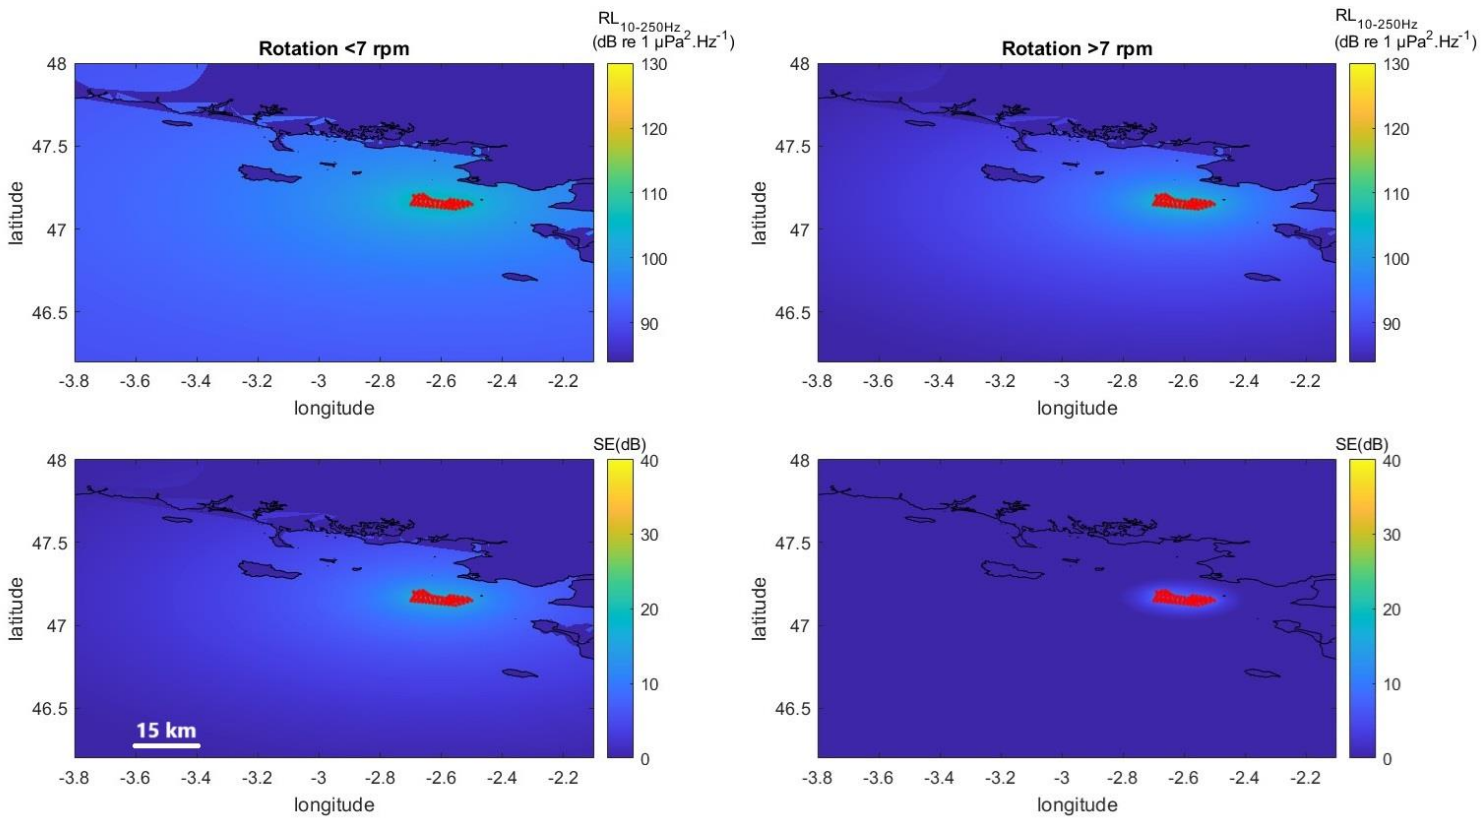 Rotation <7 rpm
RL10-250Hz
(dB re 1 µPa2.Hz-1)
48
47.5
47
46.5
latitude
-3.8 -3.6 -3.4 -3.2 -3 -2.8 -2.6 -2.4 -2.2
longitude
130
120
110
100
90
Rotation >7 rpm
RL10-250Hz
(dB re 1 µPa2.Hz-1)
48
47.5
47
46.5
latitude
-3.8 -3.6 -3.4 -3.2 -3 -2.8 -2.6 -2.4 -2.2
longitude
130
120
110
100
90
SE(dB)
48
47.5
47
46.5
latitude
15 km
-3.8 -3.6 -3.4 -3.2 -3 -2.8 -2.6 -2.4 -2.2
longitude
40
30
20
10
0
SE(dB)
48
47.5
47
46.5
latitude
-3.8 -3.6 -3.4 -3.2 -3 -2.8 -2.6 -2.4 -2.2
longitude
40
30
20
10
0